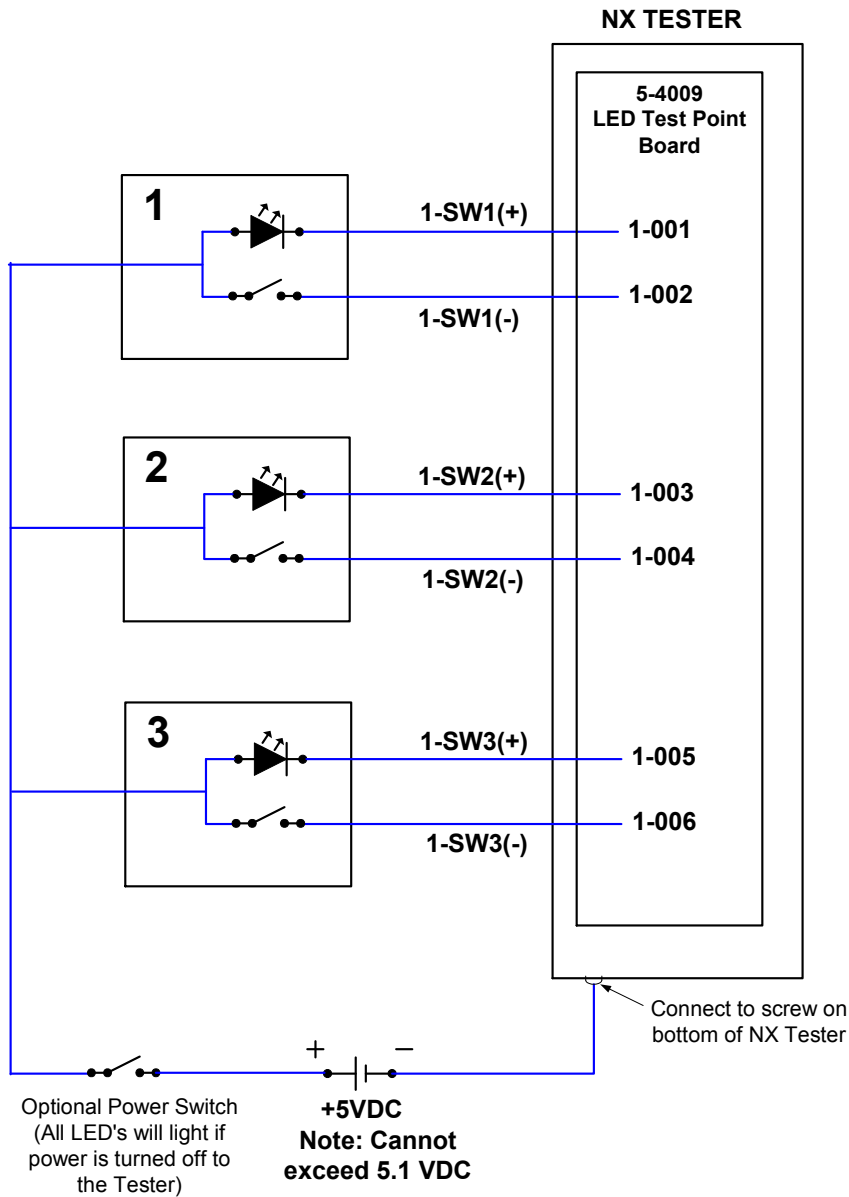 NX TESTER
5-4009
LED Test Point
Board
1
1-SW1(+)
1-001
1-002
1-SW1(-)
2
1-SW2(+)
1-003
1-004
1-SW2(-)
3
1-SW3(+)
1-005
1-006
1-SW3(-)
Connect to screw on
bottom of NX Tester
+ −
Optional Power Switch
(All LED's will light if
power is turned off to
the Tester)
+5VDC
Note: Cannot
exceed 5.1 VDC